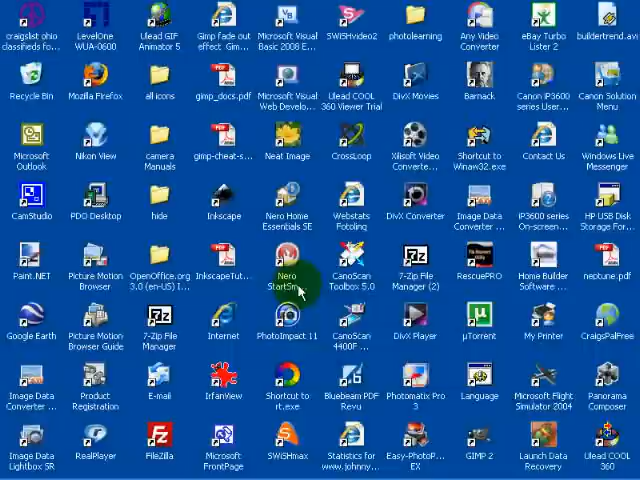 craigslist phio
classifieds fo...
LevelOne
WUA-0600
Ulead GIF
Animator 5
Gimp fade out
effect Gim...
Microsoft Visual
Basic 2008 E...
SWiSHvideo2
photolearning
Any Video
Converter
eBay Turbo
Lister 2
buildertrend.avi
Recycle Bin
Mozilla Firefox
all icons
gimp_docs.pdf
Microsoft Visual
Web Develo...
Ulead COOL
360 Viewer Trial
DivX Movies
Barnack
Canon iP3600
series User...
Canon Solution
Menu
Microsoft
Outlook
Nikon View
camera
Manuals
gimp-cheat-s...
Neat Image
CrossLoop
Xilisoft Video
Converte...
Shortcut to
Winaw32.exe
Contact Us
Windows Live
Messenger
CamStudio
PDO Desktop
hide
Inkscape
Nero Home
Essentials SE
Webstats
Fotoling
DivX Converter
Image Data
Converter ...
iP3600 series
On-screen...
HP USB Disk
Storage For...
Paint.NET
Picture Motion
Browser
OpenOffice.org
3.0 (en-US) I...
InkscapeTut...
Nero
StartSm...
CanoScan
Toolbox 5.0
7-Zip File
Manager (2)
RescuePRO
Home Builder
Software ...
neptune.pdf
Google Earth
Picture Motion
Browser Guide
7-Zip File
Manager
Internet
PhotoImpact 11
CanoScan
4400F ...
DivX Player
µTorrent
My Printer
CraigsPalFree
Image Data
Converter ...
Product
Registration
E-mail
IrfanView
Shortcut to
rt.exe
Bluebeam PDF
Revu
Photomatix Pro
3
Language
Microsoft Flight
Simulator 2004
Panorama
Composer
Image Data
Lightbox SR
RealPlayer
FileZilla
Microsoft
FrontPage
SWiSHmax
Statistics for
www.johnny...
Easy-PhotoP...
EX
GIMP 2
Launch Data
Recovery
Ulead COOL
360